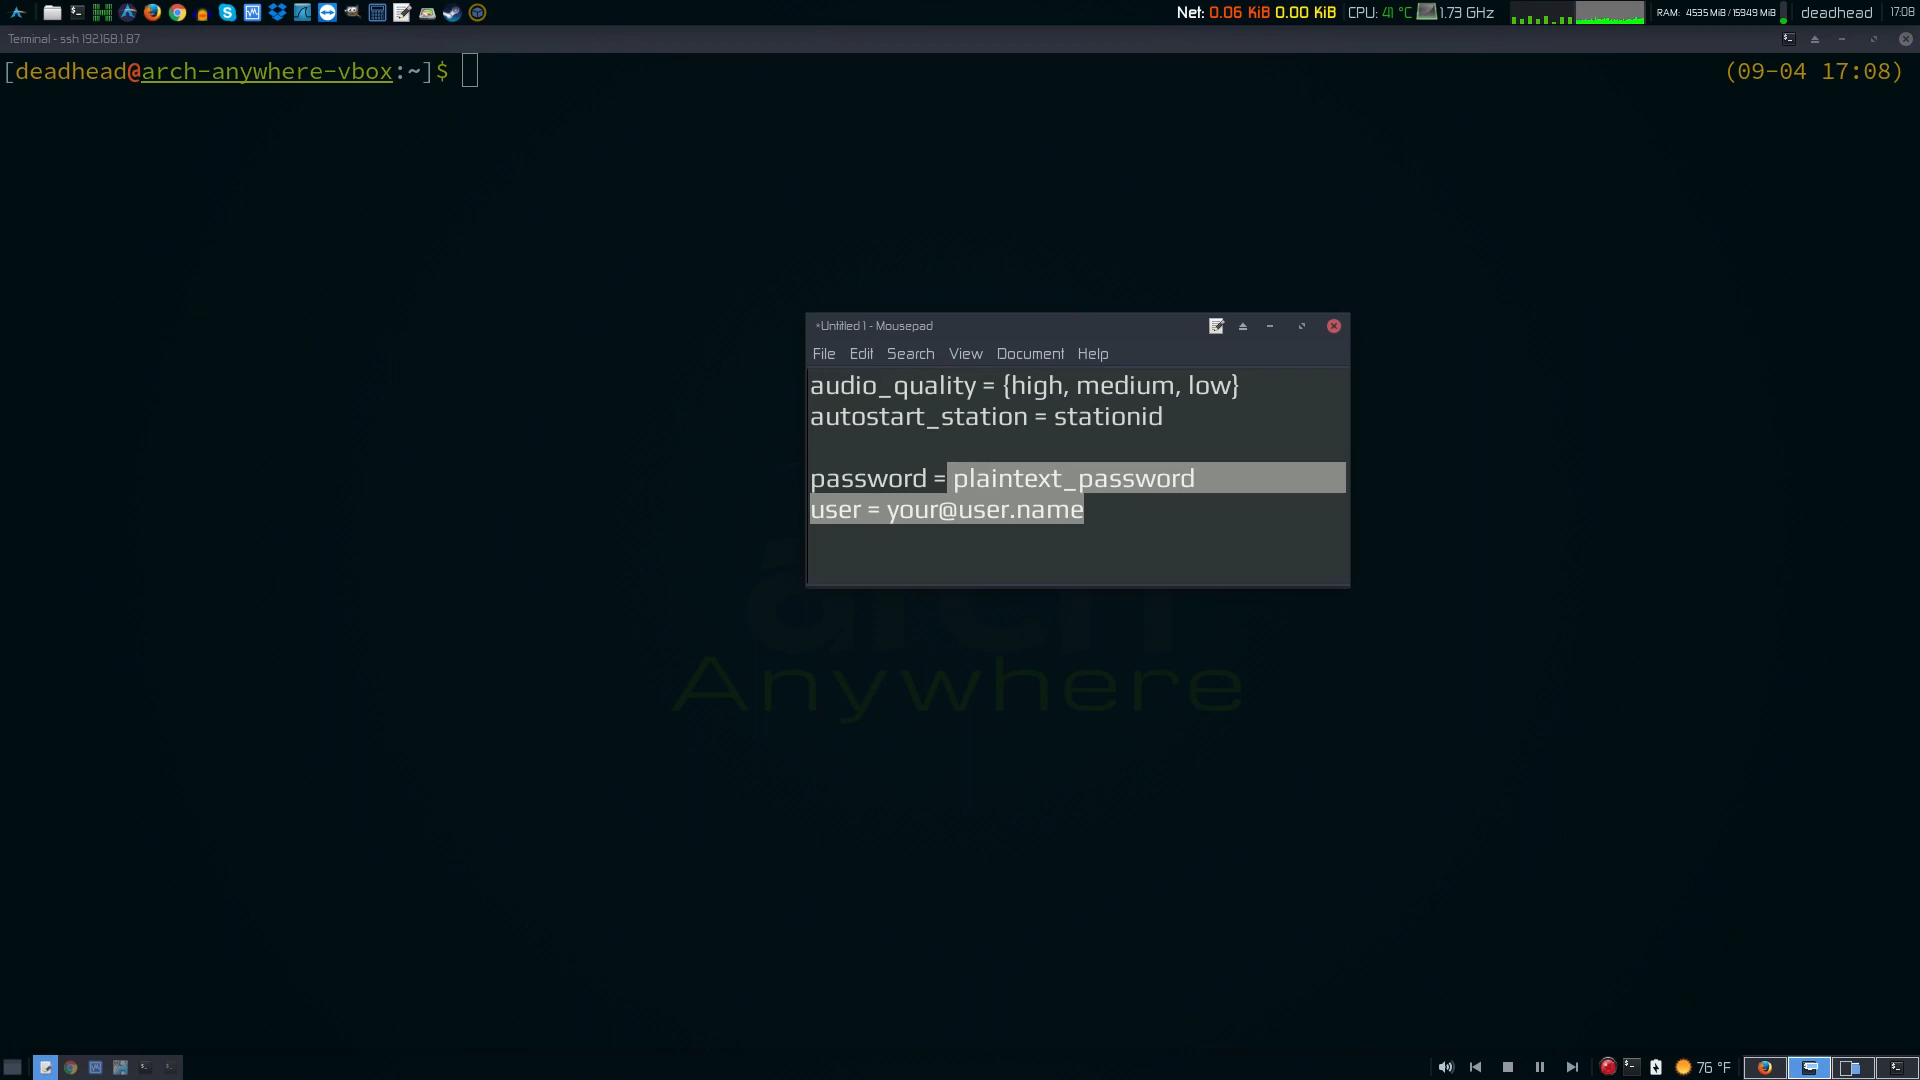 Net: 0.06 KiB 0.00 KiB CPU: 41 °C 1.73 GHz RAM: 4535 MiB / 15949 MiB deadhead 17:08
Terminal - ssh 192.168.1.87
[deadhead@arch-anywhere-vbox:~]$ (09-04 17:08)
*Untitled 1 - Mousepad
File Edit Search View Document Help
audio_quality = {high, medium, low}
autostart_station = stationid
password = plaintext_password
user = your@user.name
arch
Anywhere
76 °F